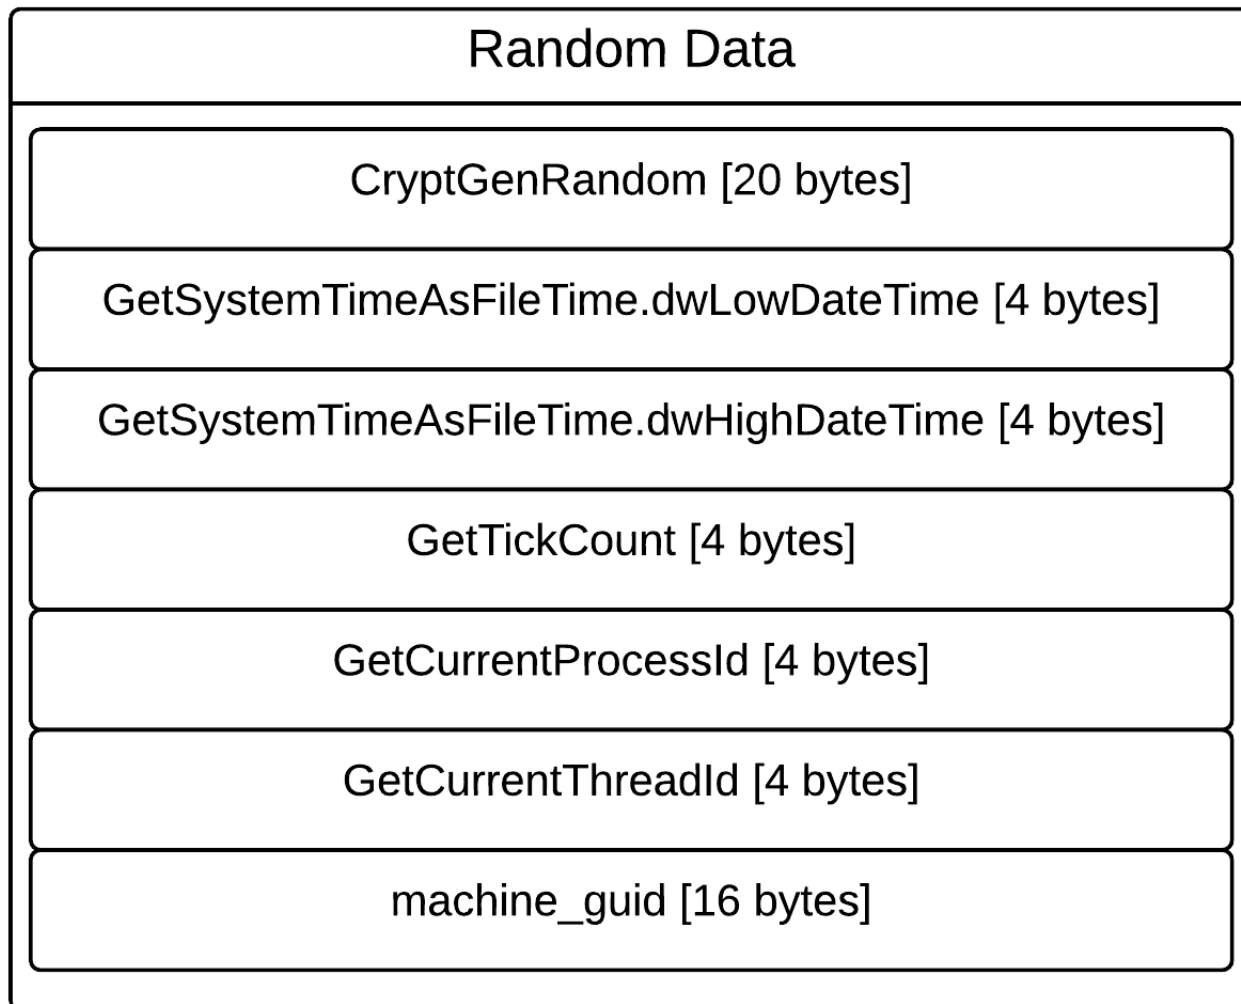 Random Data
CryptGenRandom [20 bytes]
GetSystemTimeAsFileTime.dwLowDateTime [4 bytes]
GetSystemTimeAsFileTime.dwHighDateTime [4 bytes]
GetTickCount [4 bytes]
GetCurrentProcessId [4 bytes]
GetCurrentThreadId [4 bytes]
machine_guid [16 bytes]